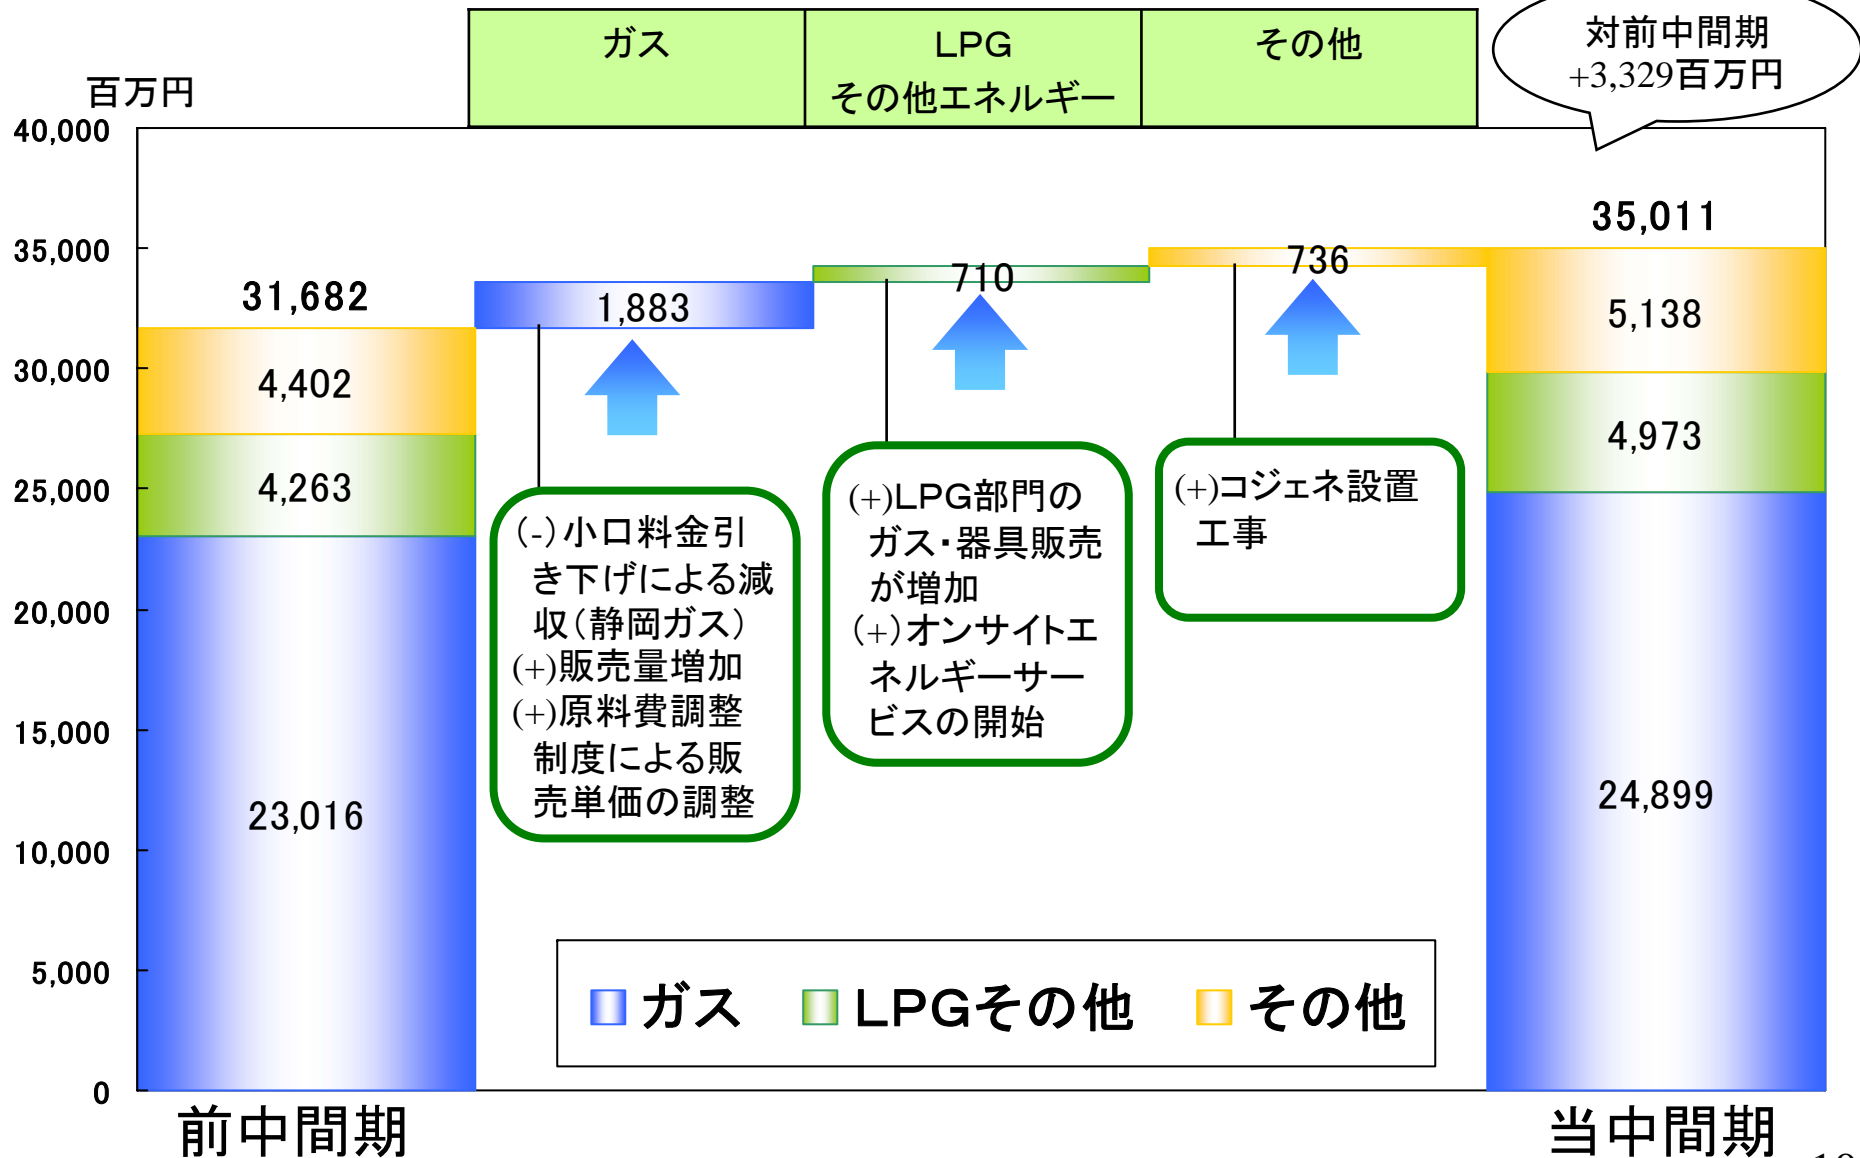 ガス
LPG
その他エネルギー
その他
対前中間期
+3,329百万円
百万円
40,000
35,000
30,000
25,000
20,000
15,000
10,000
5,000
0
31,682
4,402
4,263
23,016
1,883
710
736
35,011
5,138
4,973
24,899
(-)小口料金引
き下げによる減
収(静岡ガス)
(+)販売量増加
(+)原料費調整
制度による販
売単価の調整
(+)LPG部門の
ガス・器具販売
が増加
(+)オンサイトエ
ネルギーサー
ビスの開始
(+)コジェネ設置
工事
ガス
LPGその他
その他
前中間期
当中間期